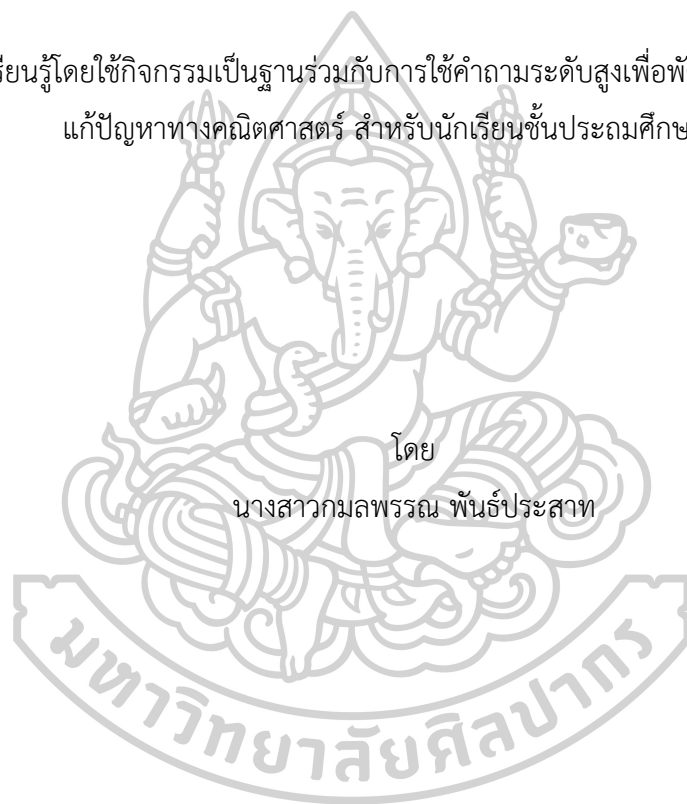 รียนรู้โดยใช้กิจกรรมเป็นฐานร่วมกับการใช้คำถามระดับสูงเพื่อพั
แก้ปัญหาทางคณิตศาสตร์ สำหรับนักเรียนชั้นประถมศึกษ
โดย
นางสาวกมลพรรณ พันธ์ประสาท
มหาวิทยาลัยศิลปากร